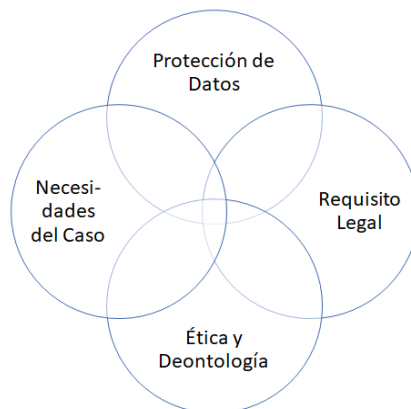 Protección de
Datos
Necesi-
dades
del Caso
Requisito
Legal
Ética y
Deontología